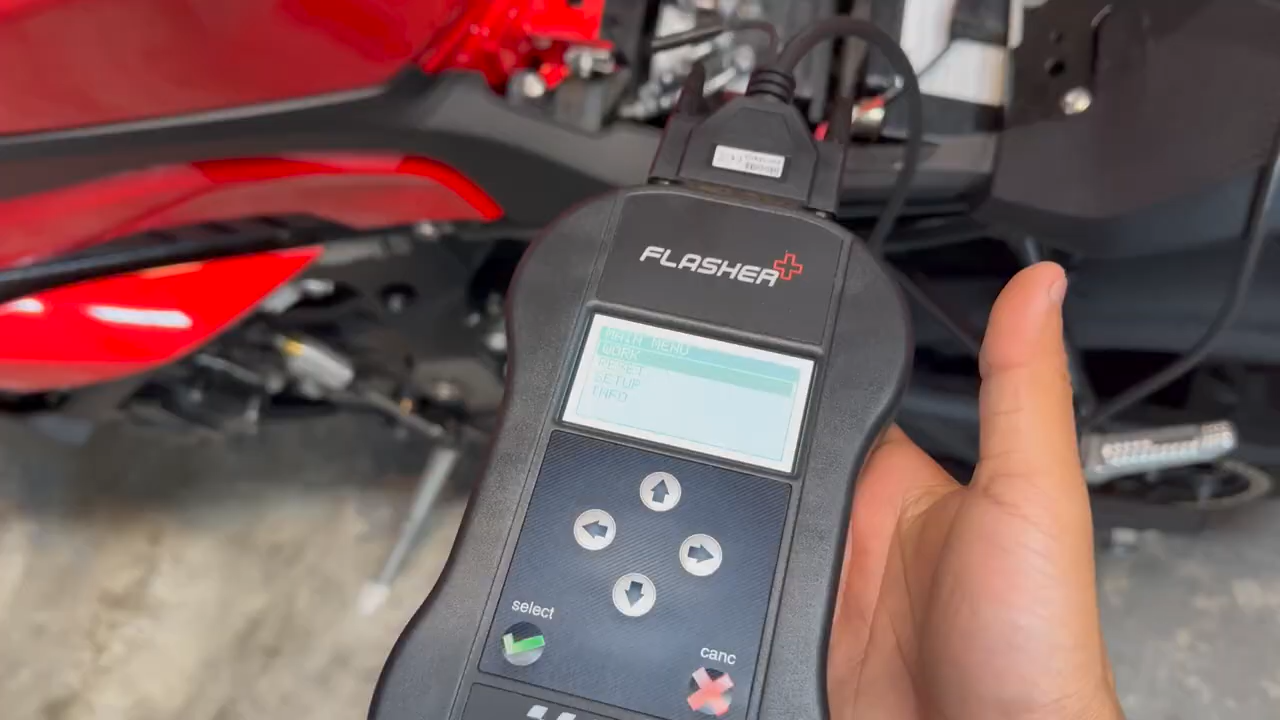 FLASHER
MAIN MENU
WORK
RESET
SETUP
INFO
select
canc